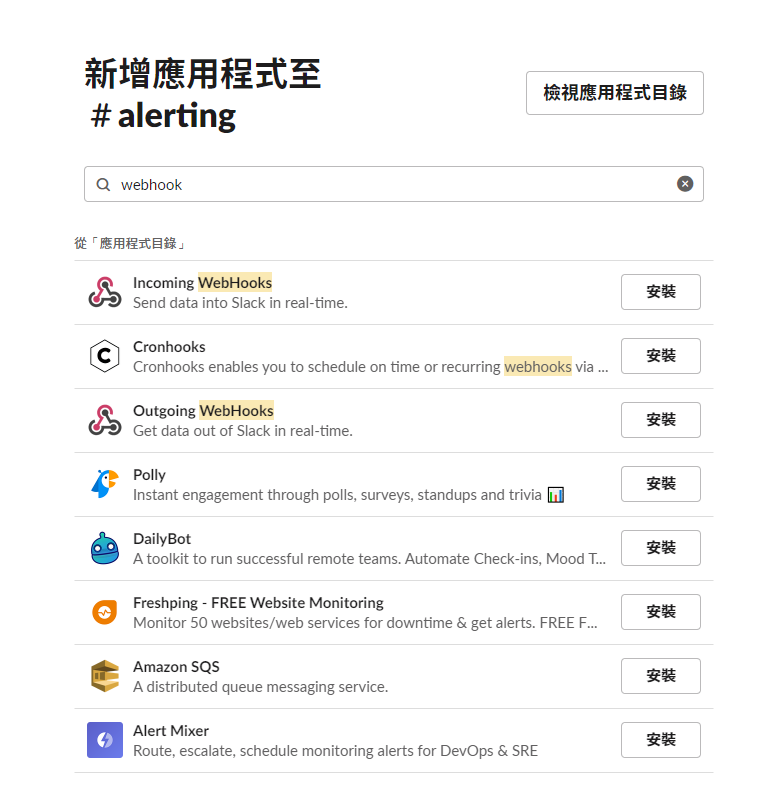 新增應用程式至
# alerting
檢視應用程式目錄
webhook
從「應用程式目錄」
Incoming WebHooks
Send data into Slack in real-time.
安裝
Cronhooks
Cronhooks enables you to schedule on time or recurring webhooks via ...
安裝
Outgoing WebHooks
Get data out of Slack in real-time.
安裝
Polly
Instant engagement through polls, surveys, standups and trivia 📊
安裝
DailyBot
A toolkit to run successful remote teams. Automate Check-ins, Mood T...
安裝
Freshping - FREE Website Monitoring
Monitor 50 websites/web services for downtime & get alerts. FREE F...
安裝
Amazon SQS
A distributed queue messaging service.
安裝
Alert Mixer
Route, escalate, schedule monitoring alerts for DevOps & SRE
安裝